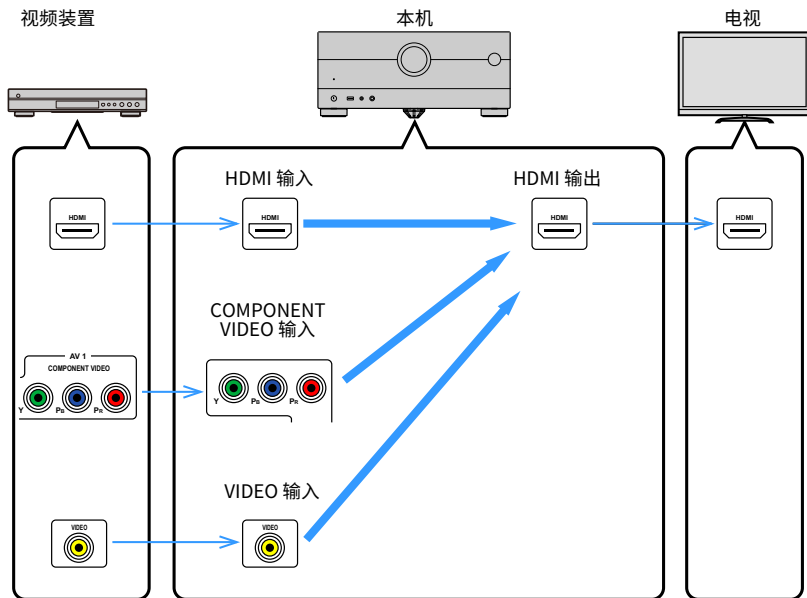 视频装置
本机
电视
HDMI 输入
HDMI 输出
HDMI
HDMI
HDMI
HDMI
COMPONENT
VIDEO 输入
AV 1
COMPONENT VIDEO
Y PB PR
Y PB PR
VIDEO 输入
VIDEO
VIDEO